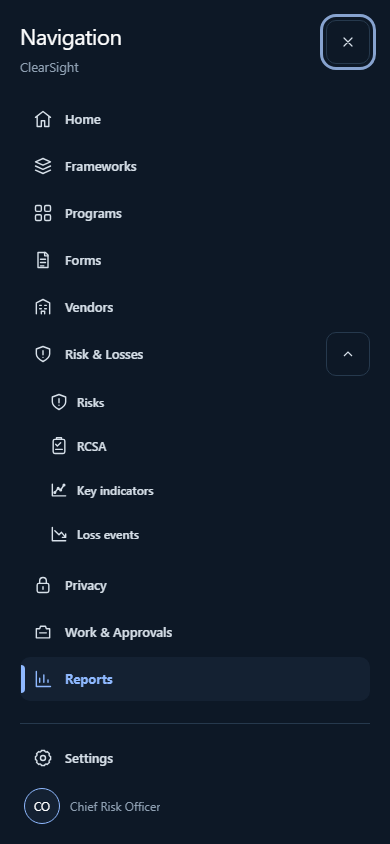 Navigation
ClearSight
Home
Frameworks
Programs
Forms
Vendors
Risk & Losses
Risks
RCSA
Key indicators
Loss events
Privacy
Work & Approvals
Reports
Settings
CO Chief Risk Officer